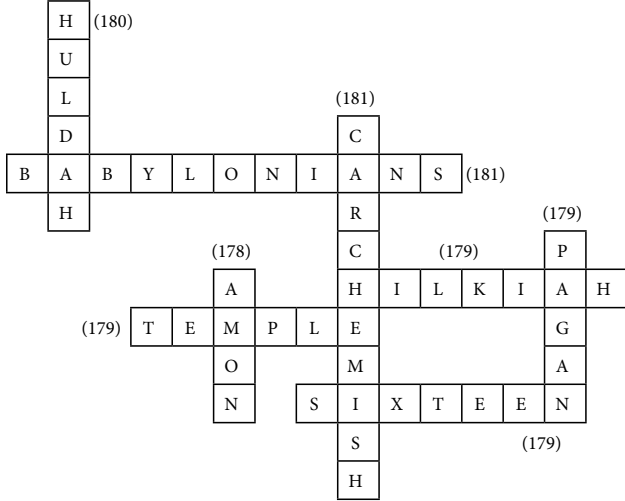 H (180)
U
L (181)
D C
B A B Y L O N I A N S (181)
H R (179)
(178) C (179) P
A H I L K I A H
(179) T E M P L E G
O M A
N S I X T E E N
S (179)
H